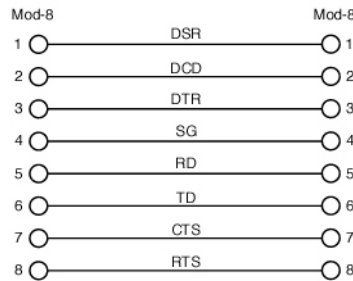 Mod-8 Mod-8
1 DSR 1
2 DCD 2
3 DTR 3
4 SG 4
5 RD 5
6 TD 6
7 CTS 7
8 RTS 8